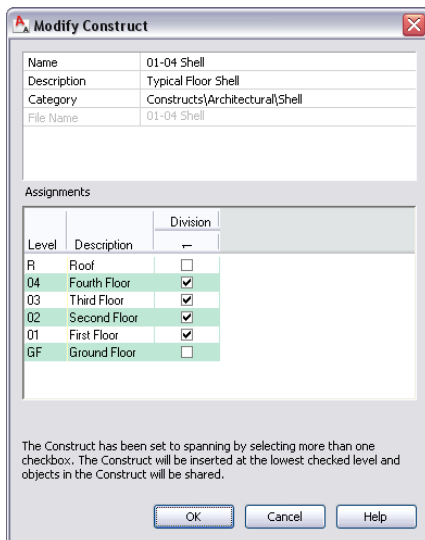 Modify Construct
Name 01-04 Shell
Description Typical Floor Shell
Category Constructs\Architectural\Shell
File Name 01-04 Shell
Assignments
Division
Level Description 1
R Roof
04 Fourth Floor
03 Third Floor
02 Second Floor
01 First Floor
GF Ground Floor
The Construct has been set to spanning by selecting more than one
checkbox. The Construct will be inserted at the lowest checked level and
objects in the Construct will be shared.
OK Cancel Help